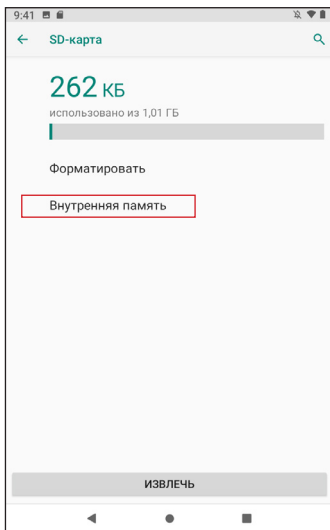 9:41
SD-карта
262 КБ
использовано из 1,01 ГБ
Форматировать
Внутренняя память
ИЗВЛЕЧЬ